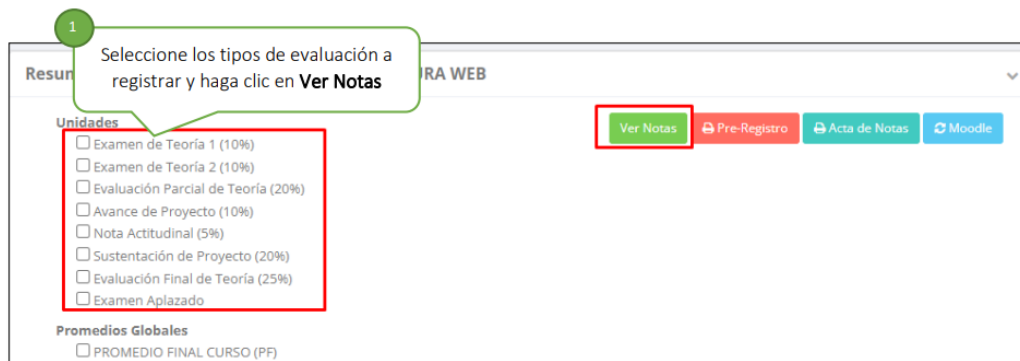 1
Seleccione los tipos de evaluación a
registrar y haga clic en Ver Notas
Unidades
Ver Notas
Pre-Registro
Acta de Notas
Moodle
Examen de Teoría 1 (10%)
Examen de Teoría 2 (10%)
Evaluación Parcial de Teoría (20%)
Avance de Proyecto (10%)
Nota Actitudinal (5%)
Sustentación de Proyecto (20%)
Evaluación Final de Teoría (25%)
Examen Aplazado
Promedios Globales
PROMEDIO FINAL CURSO (PF)